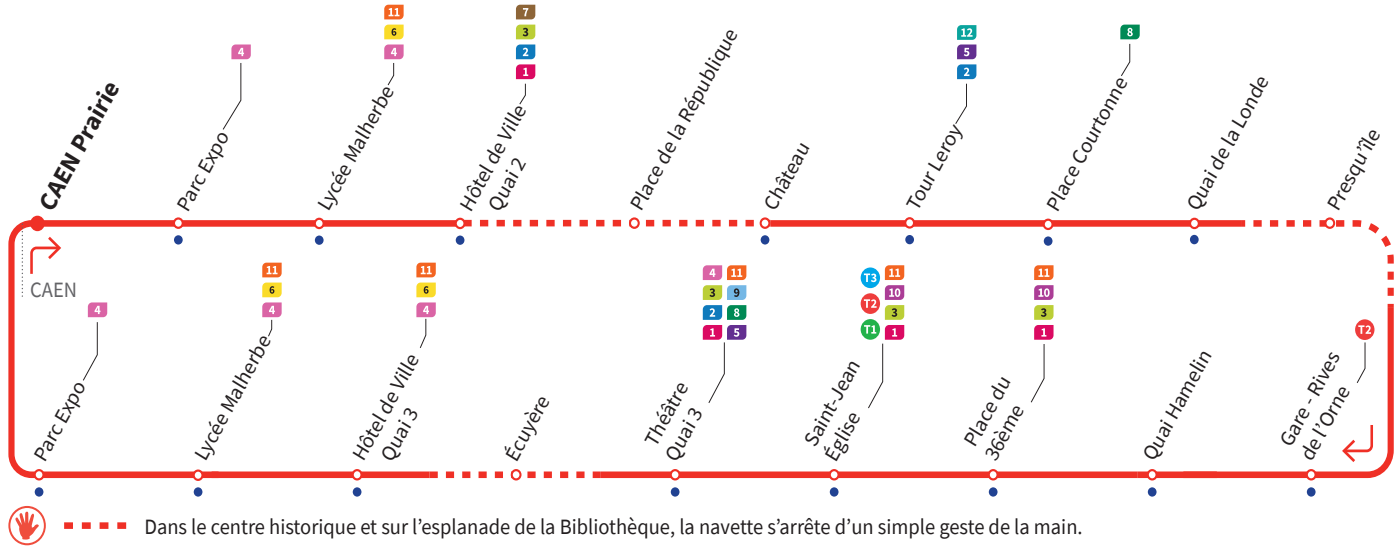 CAEN Prairie
Parc Expo
4
Lycée Malherbe
11
6
4
Hôtel de Ville
Quai 2
7
3
2
1
Place de la République
Château
Tour Leroy
12
5
2
Place Courtonne
8
Quai de la Londe
Presqu'île
CAEN
Parc Expo
4
Lycée Malherbe
11
6
4
Hôtel de Ville
Quai 3
11
6
4
Écuyère
Théâtre
Quai 3
4 11
3 9
2 8
1 5
Saint-Jean
Église
T3 11
10
T2 3
T1 1
Place du
36ème
11
10
3
1
Quai Hamelin
Gare - Rives
de l'Orne
T2
Dans le centre historique et sur l'esplanade de la Bibliothèque, la navette s'arrête d'un simple geste de la main.